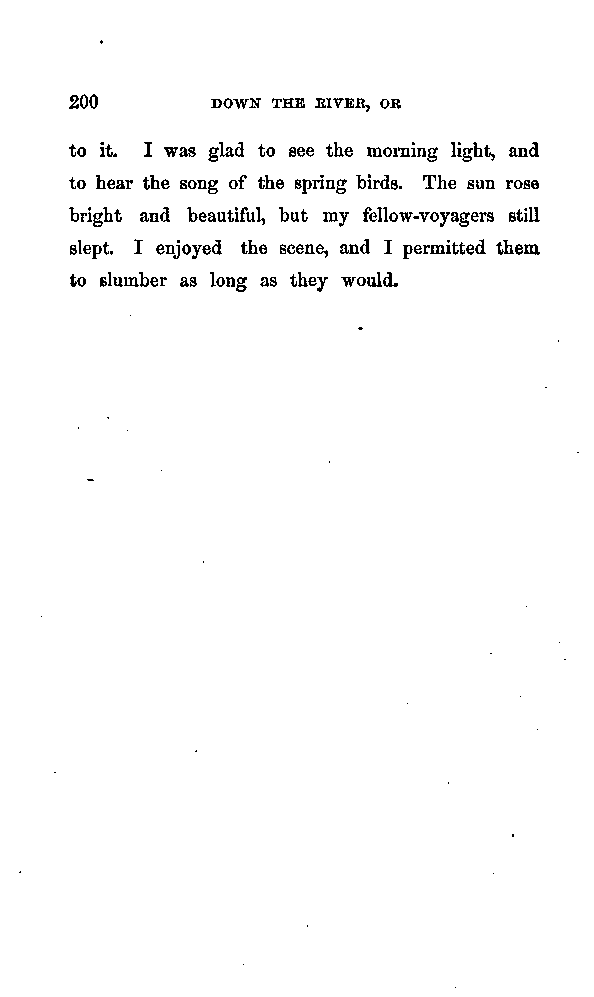 200 DOWN THE RIVER, OR
to it. I was glad to see the morning light, and
to hear the song of the spring birds. The sun rose
bright and beautiful, but my fellow-voyagers still
slept. I enjoyed the scene, and I permitted them
to slumber as long as they would.